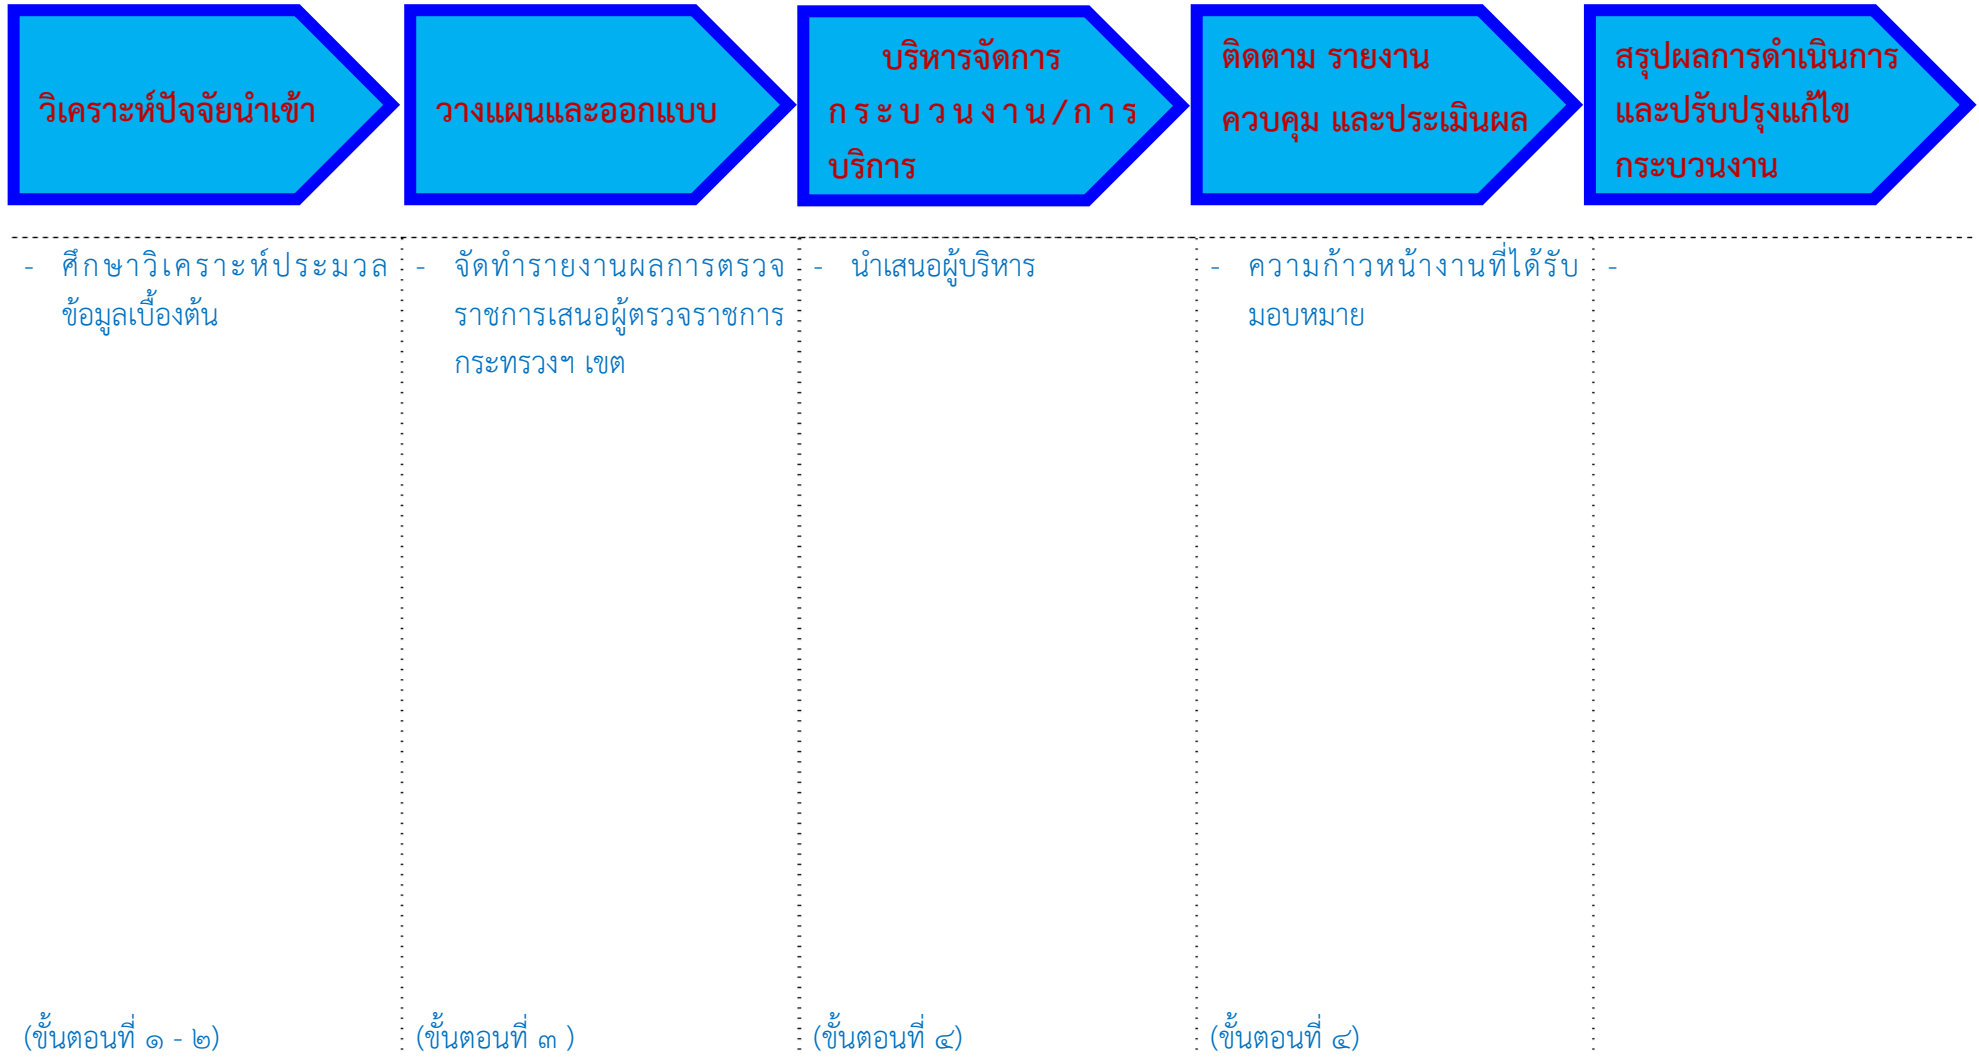 วิเคราะห์ปัจจัยนำเข้า
วางแผนและออกแบบ
บริหารจัดการ
กระบวนงาน/การ
บริการ
ติดตาม รายงาน
ควบคุม และประเมินผล
สรุปผลการดำเนินการ
และปรับปรุงแก้ไข
กระบวนงาน
- ศึกษาวิเคราะห์ประมวล
ข้อมูลเบื้องต้น
(ขั้นตอนที่ ๑ - ๒)
- จัดทำรายงานผลการตรวจ
ราชการเสนอผู้ตรวจราชการ
กระทรวงฯ เขต
(ขั้นตอนที่ ๓ )
- นำเสนอผู้บริหาร
(ขั้นตอนที่ ๔)
- ความก้าวหน้างานที่ได้รับ
มอบหมาย
(ขั้นตอนที่ ๔)
-